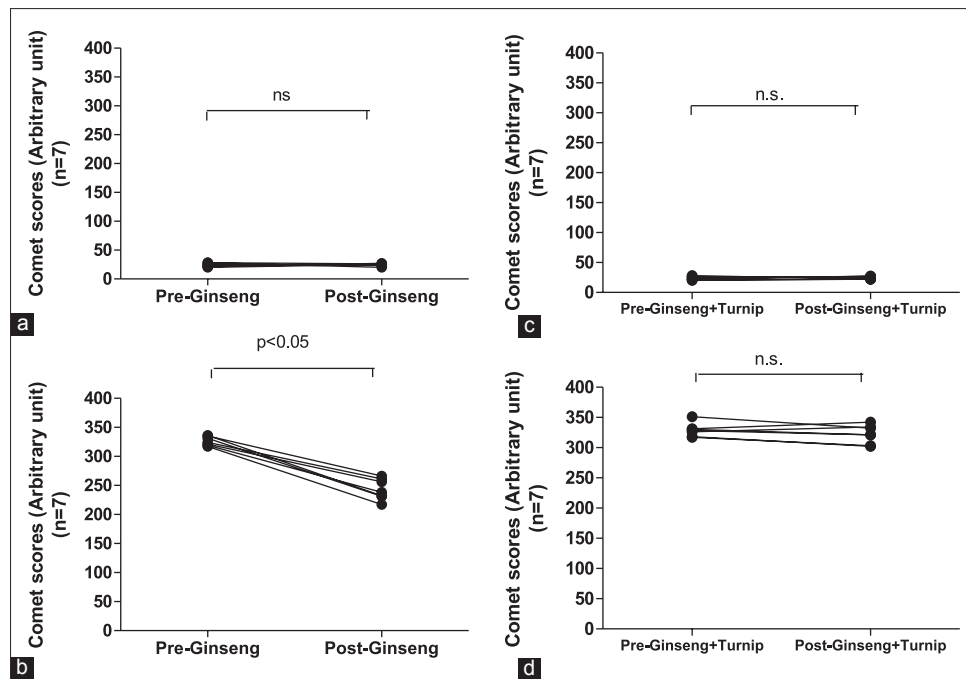 Comet scores (Arbitrary unit)
(n=7)
400
350
300
250
200
150
100
50
0
ns
Pre-Ginseng Post-Ginseng
a
Comet scores (Arbitrary unit)
(n=7)
400
350
300
250
200
150
100
50
0
n.s.
Pre-Ginseng+Turnip Post-Ginseng+Turnip
c
Comet scores (Arbitrary unit)
(n=7)
p<0.05
400
350
300
250
200
150
100
50
0
Pre-Ginseng Post-Ginseng
b
Comet scores (Arbitrary unit)
(n=7)
n.s.
400
350
300
250
200
150
100
50
0
Pre-Ginseng+Turnip Post-Ginseng+Turnip
d